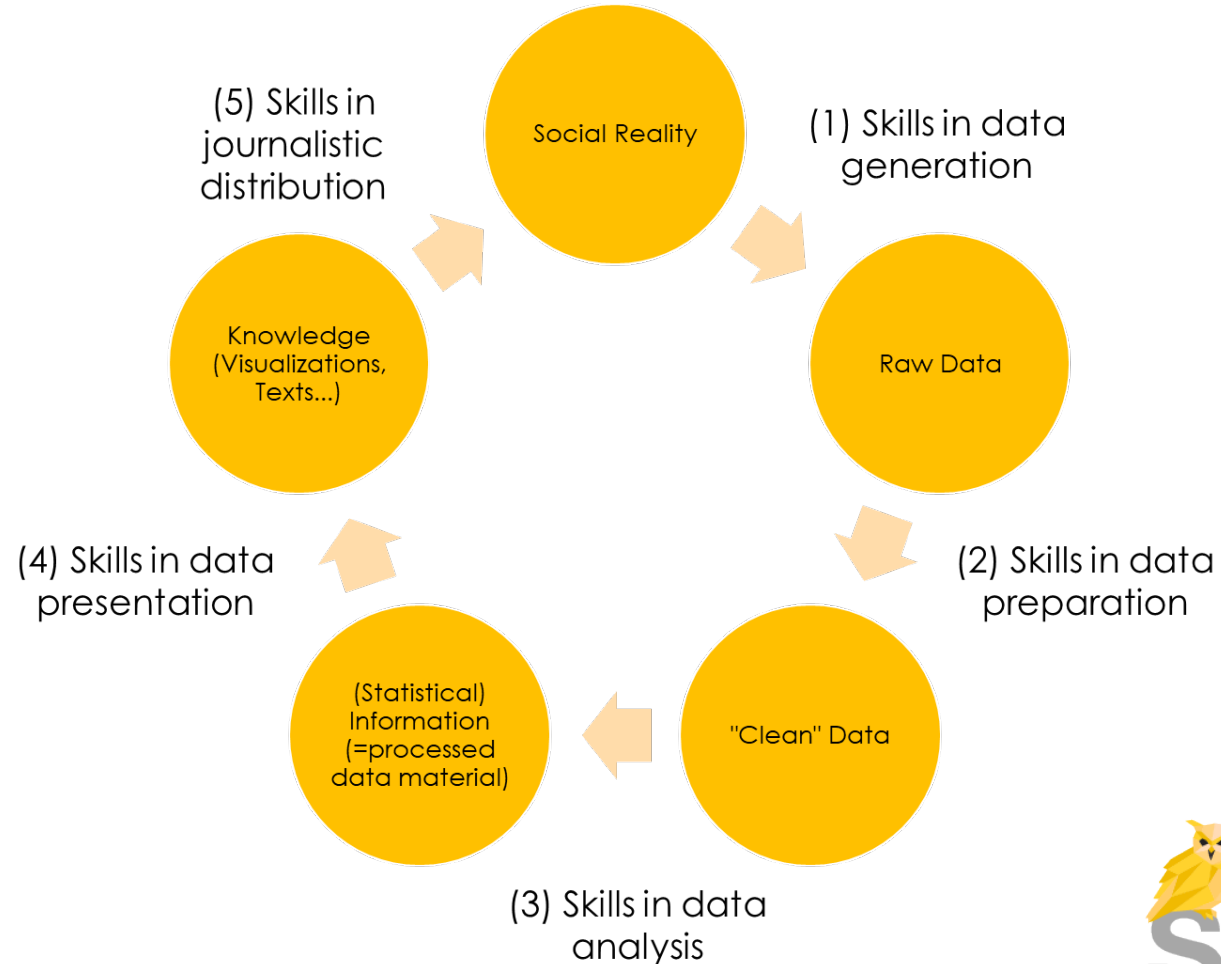 Social Reality
(1) Skills in data
generation
Raw Data
(2) Skills in data
preparation
"Clean" Data
(3) Skills in data
analysis
(Statistical)
Information
(=processed
data material)
(4) Skills in data
presentation
Knowledge
(Visualizations,
Texts...)
(5) Skills in
journalistic
distribution